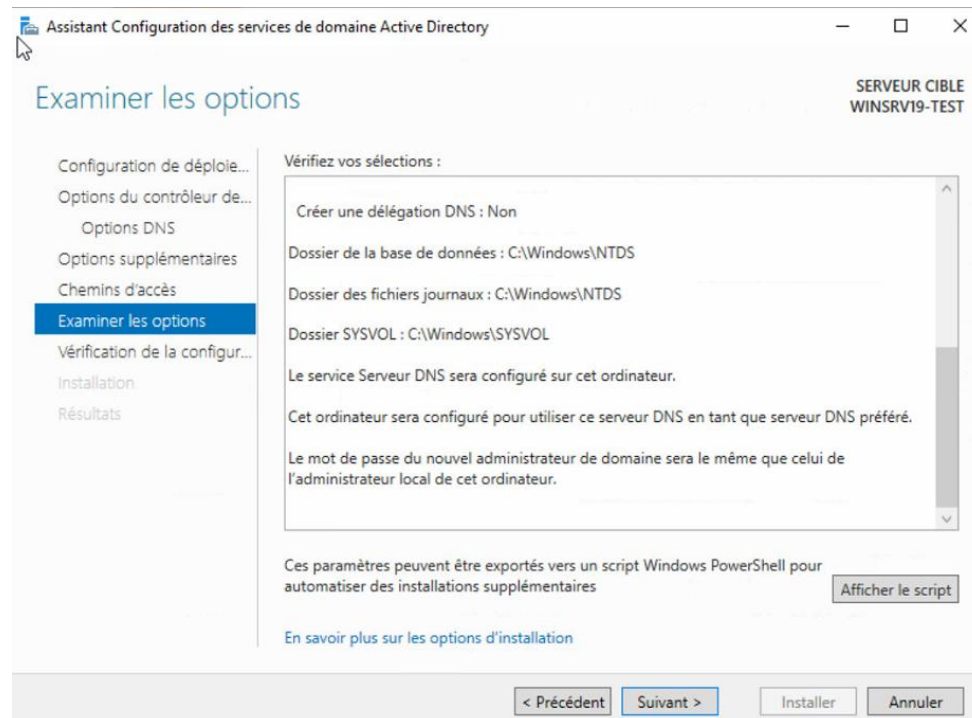 Assistant Configuration des services de domaine Active Directory
Examiner les options
SERVEUR CIBLE
WINSRV19-TEST
Configuration de déploie...
Options du contrôleur de...
Options DNS
Options supplémentaires
Chemins d'accès
Examiner les options
Vérification de la configur...
Installation
Résultats
Vérifiez vos sélections :
Créer une délégation DNS : Non
Dossier de la base de données : C:\Windows\NTDS
Dossier des fichiers journaux : C:\Windows\NTDS
Dossier SYSVOL : C:\Windows\SYSVOL
Le service Serveur DNS sera configuré sur cet ordinateur.
Cet ordinateur sera configuré pour utiliser ce serveur DNS en tant que serveur DNS préféré.
Le mot de passe du nouvel administrateur de domaine sera le même que celui de
l'administrateur local de cet ordinateur.
Ces paramètres peuvent être exportés vers un script Windows PowerShell pour
automatiser des installations supplémentaires
Afficher le script
En savoir plus sur les options d'installation
< Précédent
Suivant >
Installer
Annuler